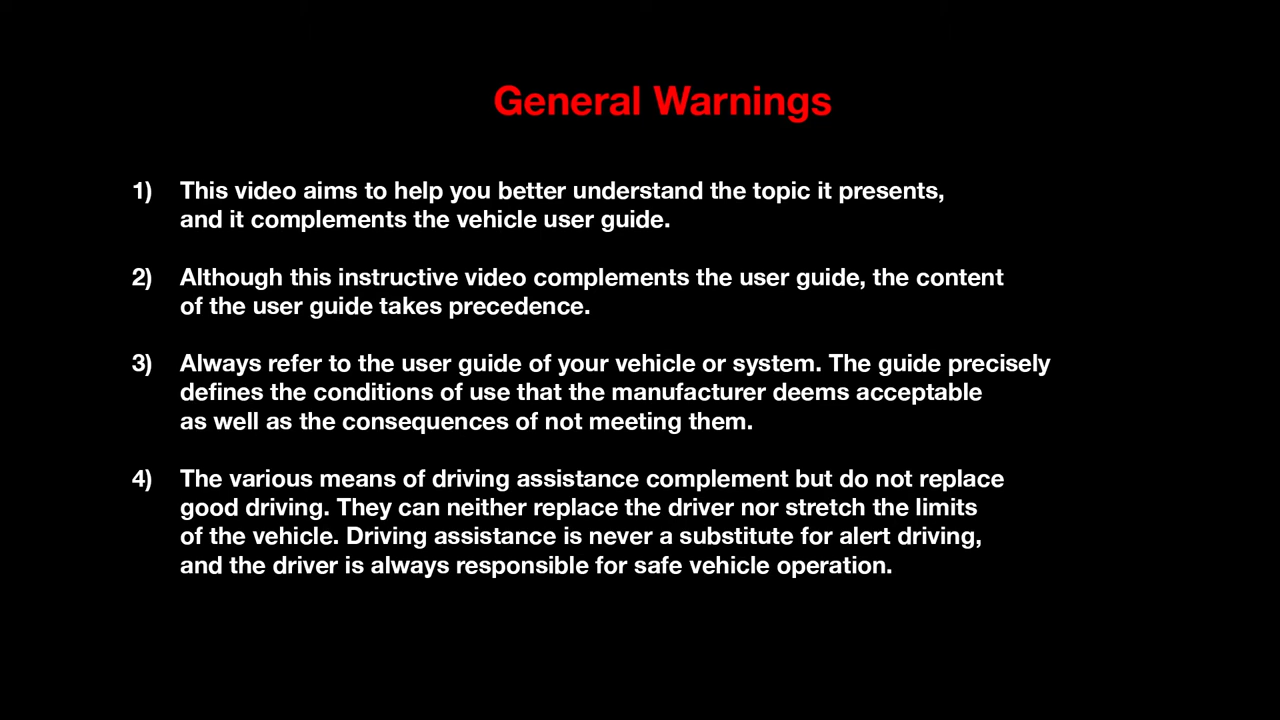 General Warnings
1) This video aims to help you better understand the topic it presents,
and it complements the vehicle user guide.
2) Although this instructive video complements the user guide, the content
of the user guide takes precedence.
3) Always refer to the user guide of your vehicle or system. The guide precisely
defines the conditions of use that the manufacturer deems acceptable
as well as the consequences of not meeting them.
4) The various means of driving assistance complement but do not replace
good driving. They can neither replace the driver nor stretch the limits
of the vehicle. Driving assistance is never a substitute for alert driving,
and the driver is always responsible for safe vehicle operation.